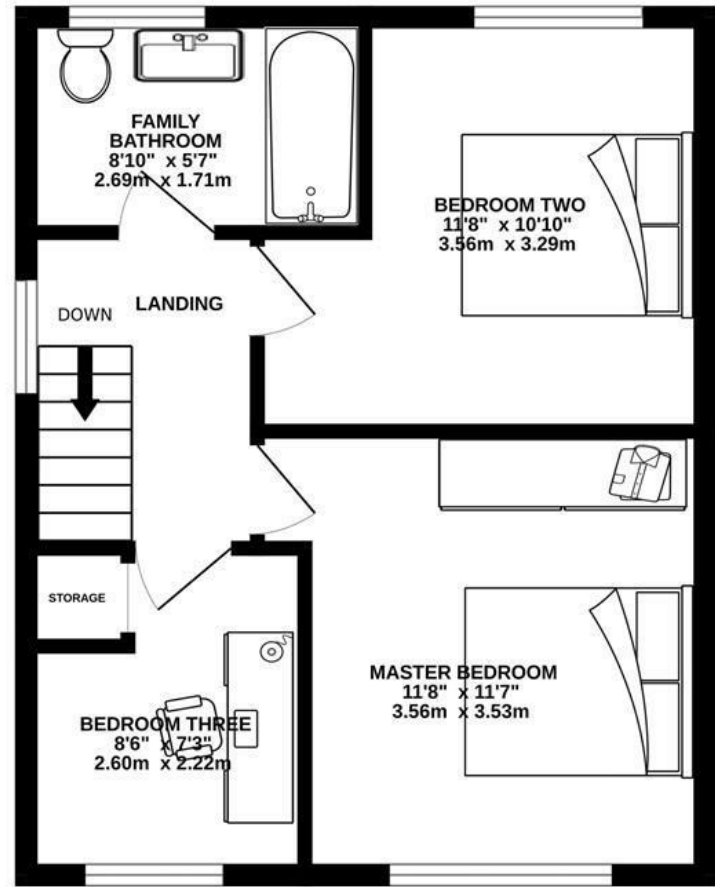 FAMILY
BATHROOM
8'10" x 5'7"
2.69m x 1.71m
BEDROOM TWO
11'8" x 10'10"
3.56m x 3.29m
DOWN
LANDING
STORAGE
MASTER BEDROOM
11'8" x 11'7"
3.56m x 3.53m
BEDROOM THREE
8'6" x 7'3"
2.60m x 2.22m